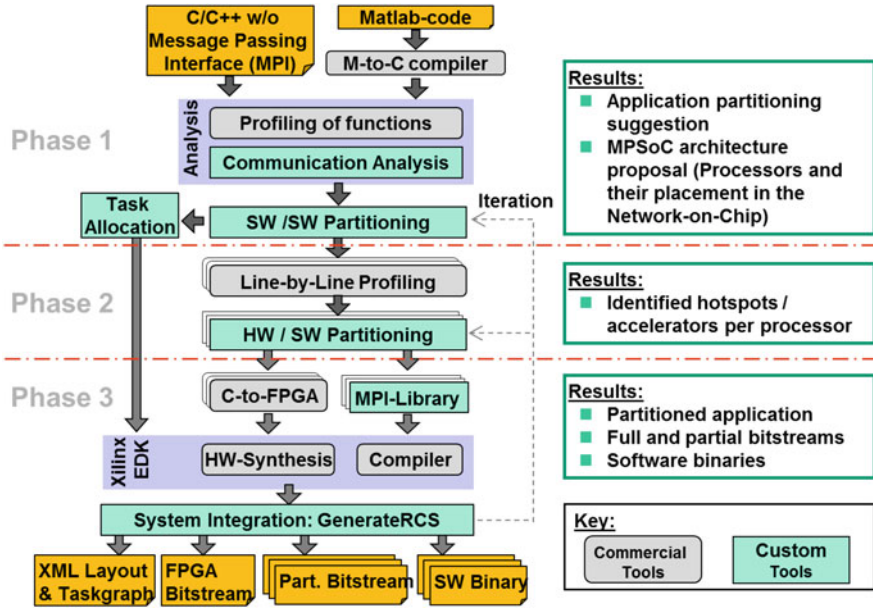 C/C++ w/o
Message Passing
Interface (MPI)
Matlab-code
M-to-C compiler
Phase 1
Analysis
Profiling of functions
Communication Analysis
Task
Allocation
SW /SW Partitioning
Iteration
Results:
Application partitioning
suggestion
MPSoC architecture
proposal (Processors and
their placement in the
Network-on-Chip)
Phase 2
Line-by-Line Profiling
HW / SW Partitioning
Results:
Identified hotspots /
accelerators per processor
Phase 3
C-to-FPGA
MPI-Library
Xilinx
EDK
HW-Synthesis
Compiler
Results:
Partitioned application
Full and partial bitstreams
Software binaries
System Integration: GenerateRCS
XML Layout
& Taskgraph
FPGA
Bitstream
Part. Bitstream
SW Binary
Key:
Commercial
Tools
Custom
Tools